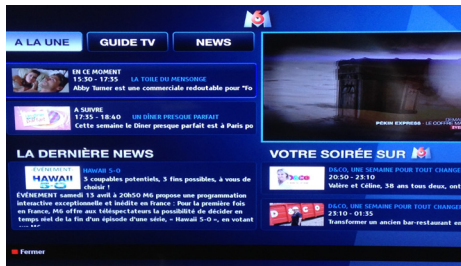 M6
A LA UNE
GUIDE TV
NEWS
EN CE MOMENT
15:30 - 17:35 LA TOILE DU MENSONGE
Abby Turner est une commerciale redoutable pour "Fo
A SUIVRE
17:35 - 18:40 UN DÎNER PRESQUE PARFAIT
Cette semaine le Dîner presque parfait est à Paris po
PEKIN EXPRESS - LE COFFRE
LA DERNIÈRE NEWS
ÉVÉNEMENT
HAWAII
5-0
HAWAII 5-0
3 coupables potentiels, 3 fins possibles, à vous de
choisir !
ÉVÉNEMENT samedi 15 avril à 20h50 M6 propose une programmation
interactive exceptionnelle et inédite en France : Pour la première fois
en France, M6 offre aux téléspectateurs la possibilité de décider en
temps réel de la fin d'un épisode d'une série, « Hawaii 5-0 », en votant
VOTRE SOIRÉE SUR M6
D&CO, UNE SEMAINE POUR TOUT CHANGER
20:50 - 23:10
Valère et Céline, 38 ans tous deux, ont
D&CO, UNE SEMAINE POUR TOUT CHANGER
23:10 - 01:35
Transformer un ancien bar-restaurant en
Fermer